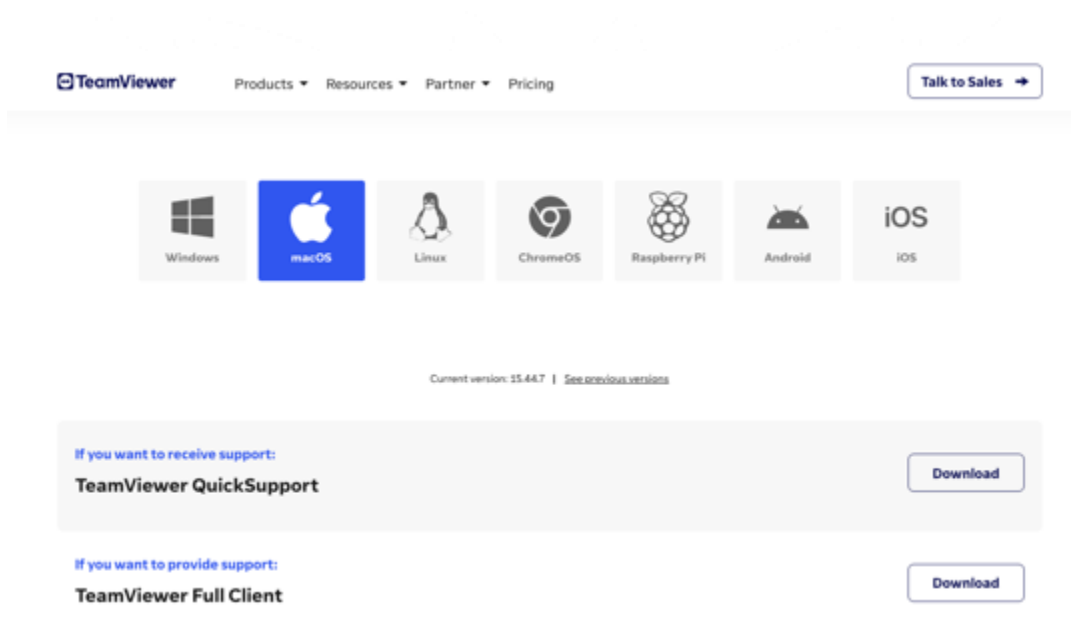 TeamViewer Products Resources Partner Pricing Talk to Sales
iOS
Windows macOS Linux ChromeOS Raspberry Pi Android iOS
Current version: 15.44.7 | See previous versions
If you want to receive support:
TeamViewer QuickSupport
Download
If you want to provide support:
TeamViewer Full Client
Download